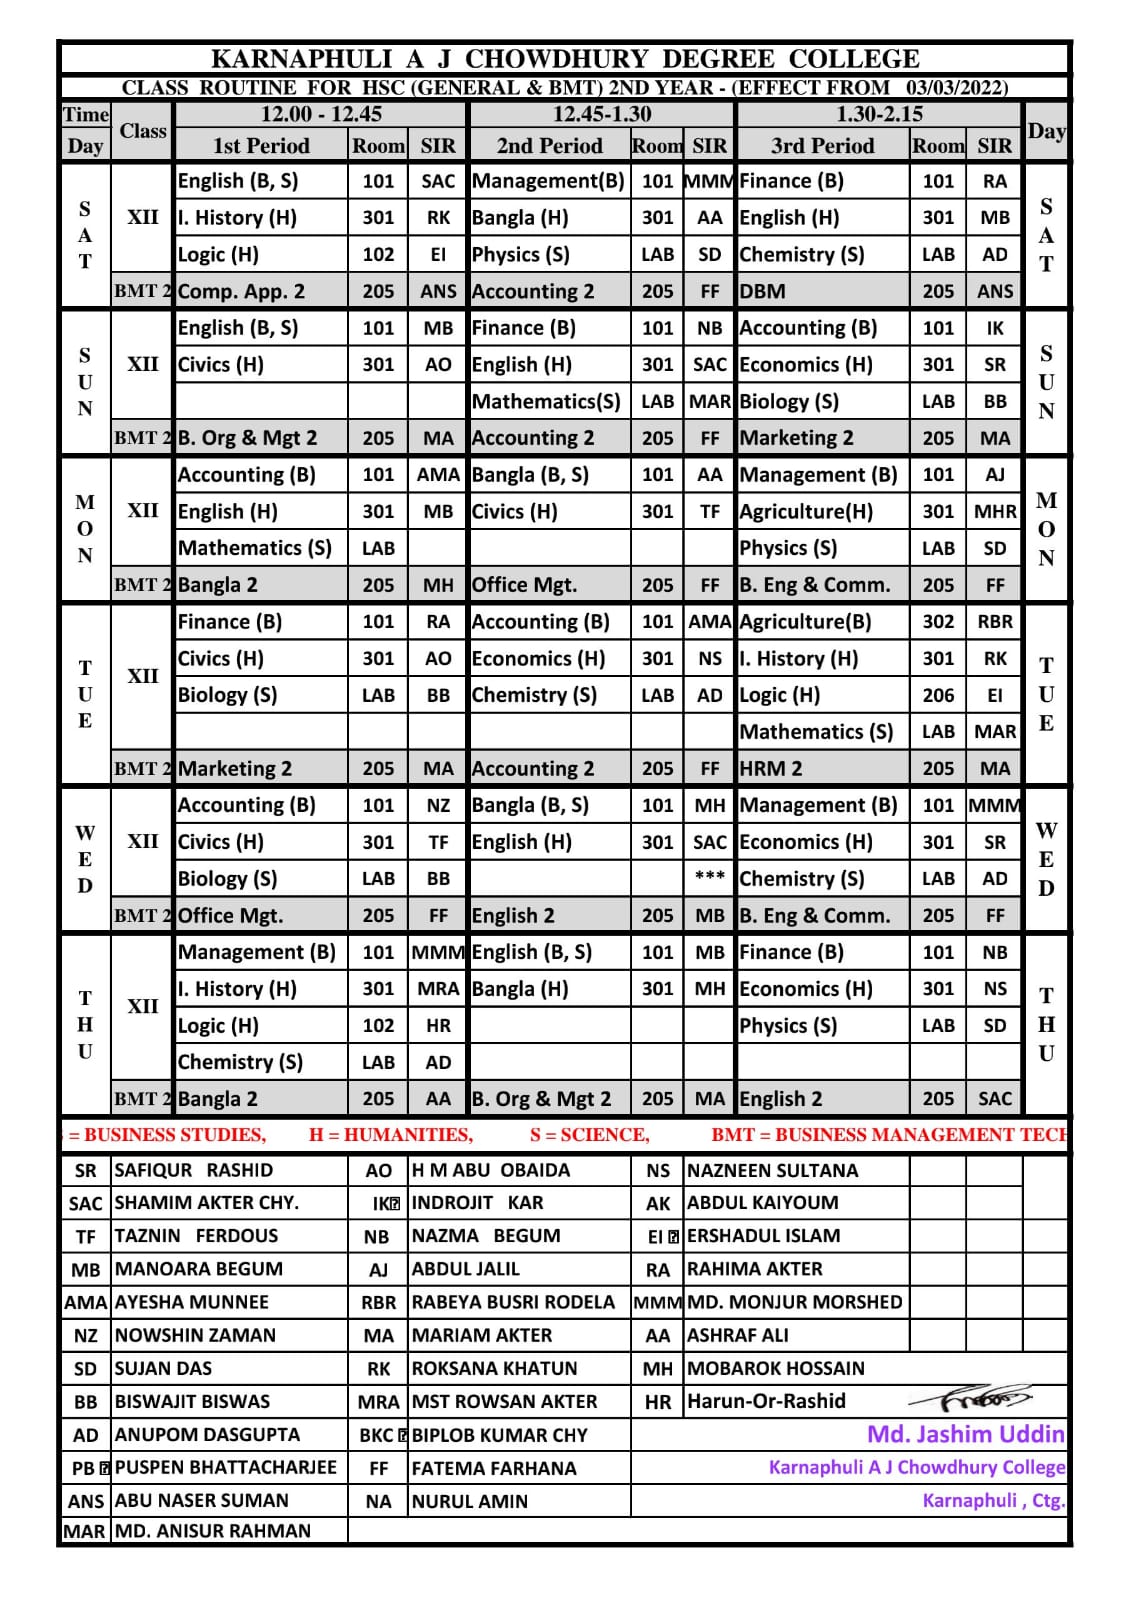 KARNAPHULI A J CHOWDHURY DEGREE COLLEGE
CLASS ROUTINE FOR HSC (GENERAL & BMT) 2ND YEAR - (EFFECT FROM 03/03/2022)
Time Class 12.00 - 12.45 12.45-1.30 1.30-2.15 Day
Day 1st Period Room SIR 2nd Period Room SIR 3rd Period Room SIR
SAT XII English (B, S) 101 SAC Management(B) 101 MMM Finance (B) 101 RA SAT
I. History (H) 301 RK Bangla (H) 301 AA English (H) 301 MB
Logic (H) 102 EI Physics (S) LAB SD Chemistry (S) LAB AD
BMT 2 Comp. App. 2 205 ANS Accounting 2 205 FF DBM 205 ANS
SUN XII English (B, S) 101 MB Finance (B) 101 NB Accounting (B) 101 IK SUN
Civics (H) 301 AO English (H) 301 SAC Economics (H) 301 SR
Mathematics(S) LAB MAR Biology (S) LAB BB
BMT 2 B. Org & Mgt 2 205 MA Accounting 2 205 FF Marketing 2 205 MA
MON XII Accounting (B) 101 AMA Bangla (B, S) 101 AA Management (B) 101 AJ MON
English (H) 301 MB Civics (H) 301 TF Agriculture(H) 301 MHR
Mathematics (S) LAB Physics (S) LAB SD
BMT 2 Bangla 2 205 MH Office Mgt. 205 FF B. Eng & Comm. 205 FF
TUE XII Finance (B) 101 RA Accounting (B) 101 AMA Agriculture(B) 302 RBR TUE
Civics (H) 301 AO Economics (H) 301 NS I. History (H) 301 RK
Biology (S) LAB BB Chemistry (S) LAB AD Logic (H) 206 EI
Mathematics (S) LAB MAR
BMT 2 Marketing 2 205 MA Accounting 2 205 FF HRM 2 205 MA
WED XII Accounting (B) 101 NZ Bangla (B, S) 101 MH Management (B) 101 MMM WED
Civics (H) 301 TF English (H) 301 SAC Economics (H) 301 SR
Biology (S) LAB BB *** Chemistry (S) LAB AD
BMT 2 Office Mgt. 205 FF English 2 205 MB B. Eng & Comm. 205 FF
THU XII Management (B) 101 MMM English (B, S) 101 MB Finance (B) 101 NB THU
I. History (H) 301 MRA Bangla (H) 301 MH Economics (H) 301 NS
Logic (H) 102 HR Physics (S) LAB SD
Chemistry (S) LAB AD
BMT 2 Bangla 2 205 AA B. Org & Mgt 2 205 MA English 2 205 SAC
= BUSINESS STUDIES, H = HUMANITIES, S = SCIENCE, BMT = BUSINESS MANAGEMENT TECH
SR SAFIQUR RASHID AO H M ABU OBAIDA NS NAZNEEN SULTANA
SAC SHAMIM AKTER CHY. IK INDROJIT KAR AK ABDUL KAIYOUM
TF TAZNIN FERDOUS NB NAZMA BEGUM EI ERSHADUL ISLAM
MB MANOARA BEGUM AJ ABDUL JALIL RA RAHIMA AKTER
AMA AYESHA MUNNEE RBR RABEYA BUSRI RODELA MMM MD. MONJUR MORSHED
NZ NOWSHIN ZAMAN MA MARIAM AKTER AA ASHRAF ALI
SD SUJAN DAS RK ROKSANA KHATUN MH MOBAROK HOSSAIN
BB BISWAJIT BISWAS MRA MST ROWSAN AKTER HR Harun-Or-Rashid
AD ANUPOM DASGUPTA BKC BIPLOB KUMAR CHY Md. Jashim Uddin
PB PUSPEN BHATTACHARJEE FF FATEMA FARHANA Karnaphuli A J Chowdhury College
ANS ABU NASER SUMAN NA NURUL AMIN Karnaphuli , Ctg.
MAR MD. ANISUR RAHMAN